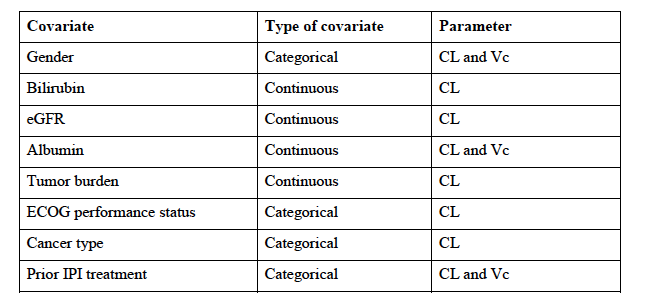 Covariate Type of covariate Parameter
Gender Categorical CL and Vc
Bilirubin Continuous CL
eGFR Continuous CL
Albumin Continuous CL and Vc
Tumor burden Continuous CL
ECOG performance status Categorical CL
Cancer type Categorical CL
Prior IPI treatment Categorical CL and Vc